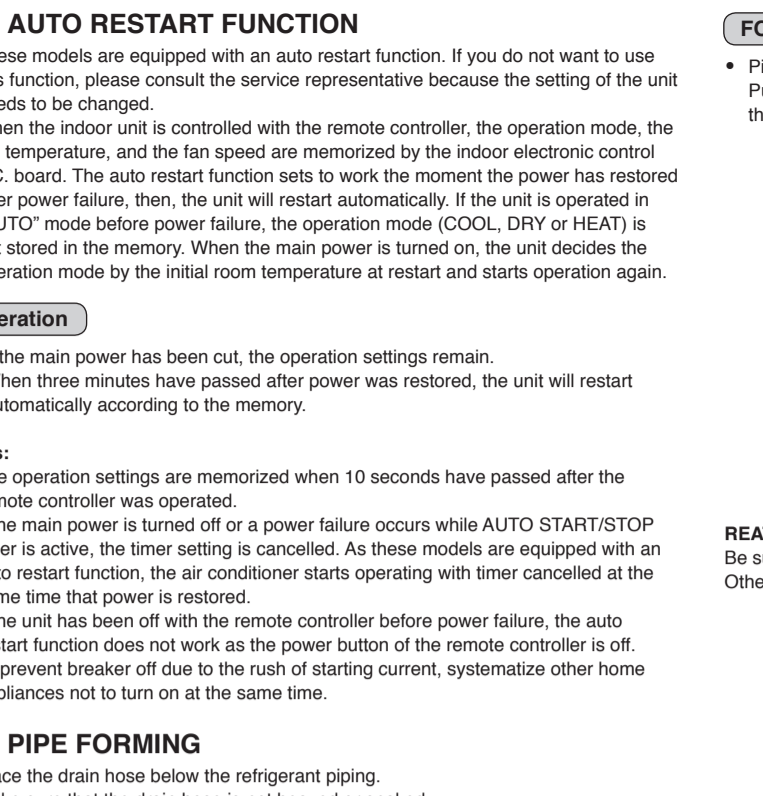 AUTO RESTART FUNCTION
ese models are equipped with an auto restart function. If you do not want to use
s function, please consult the service representative because the setting of the unit
eds to be changed.
en the indoor unit is controlled with the remote controller, the operation mode, the
temperature, and the fan speed are memorized by the indoor electronic control
C. board. The auto restart function sets to work the moment the power has restored
er power failure, then, the unit will restart automatically. If the unit is operated in
UTO” mode before power failure, the operation mode (COOL, DRY or HEAT) is
t stored in the memory. When the main power is turned on, the unit decides the
eration mode by the initial room temperature at restart and starts operation again.
eration
the main power has been cut, the operation settings remain.
hen three minutes have passed after power was restored, the unit will restart
utomatically according to the memory.
s:
e operation settings are memorized when 10 seconds have passed after the
mote controller was operated.
he main power is turned off or a power failure occurs while AUTO START/STOP
er is active, the timer setting is cancelled. As these models are equipped with an
to restart function, the air conditioner starts operating with timer cancelled at the
me time that power is restored.
he unit has been off with the remote controller before power failure, the auto
start function does not work as the power button of the remote controller is off.
prevent breaker off due to the rush of starting current, systematize other home
pliances not to turn on at the same time.
PIPE FORMING
ace the drain hose below the refrigerant piping.
sure that the drain hose is not heaved or snaked.
FO
• Pi
Pu
th
REAT
Be su
Othe